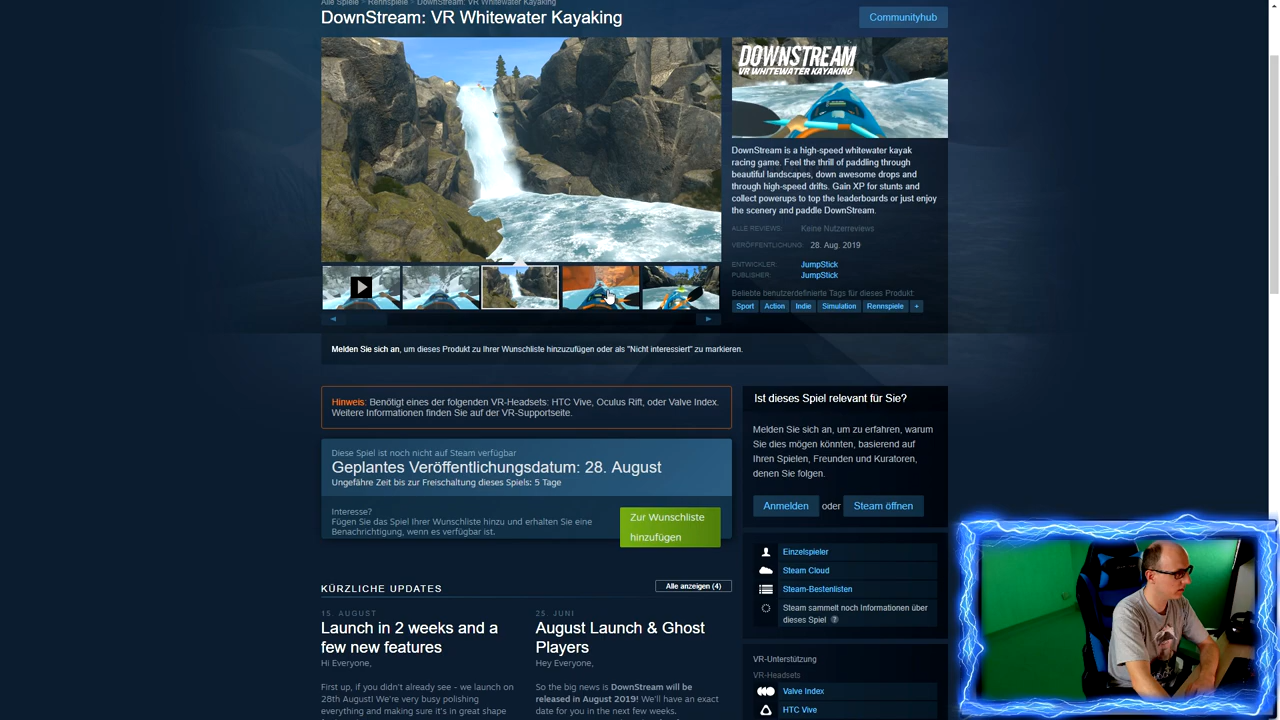 Alle Spiele > Rennspiele > DownStream: VR Whitewater Kayaking
DownStream: VR Whitewater Kayaking
Communityhub
DOWNSTREAM
VR WHITEWATER KAYAKING
DownStream is a high-speed whitewater kayak
racing game. Feel the thrill of paddling through
beautiful landscapes, down awesome drops and
through high-speed drifts. Gain XP for stunts and
collect powerups to top the leaderboards or just enjoy
the scenery and paddle DownStream.
ALLE REVIEWS: Keine Nutzerreviews
VERÖFFENTLICHUNG: 28. Aug. 2019
ENTWICKLER: JumpStick
PUBLISHER: JumpStick
Beliebte benutzerdefinierte Tags für dieses Produkt:
Sport Action Indie Simulation Rennspiele +
Melden Sie sich an, um dieses Produkt zu Ihrer Wunschliste hinzuzufügen oder als "Nicht interessiert" zu markieren.
Hinweis: Benötigt eines der folgenden VR-Headsets: HTC Vive, Oculus Rift, oder Valve Index.
Weitere Informationen finden Sie auf der VR-Supportseite.
Diese Spiel ist noch nicht auf Steam verfügbar
Geplantes Veröffentlichungsdatum: 28. August
Ungefähre Zeit bis zur Freischaltung dieses Spiels: 5 Tage
Interesse?
Fügen Sie das Spiel Ihrer Wunschliste hinzu und erhalten Sie eine
Benachrichtigung, wenn es verfügbar ist.
Zur Wunschliste
hinzufügen
KÜRZLICHE UPDATES
Alle anzeigen (4)
15. AUGUST
Launch in 2 weeks and a
few new features
Hi Everyone,
First up, if you didn't already see - we launch on
28th August! We're very busy polishing
everything and making sure it's in great shape
25. JUNI
August Launch & Ghost
Players
Hey Everyone,
So the big news is DownStream will be
released in August 2019! We'll have an exact
date for you in the next few weeks.
Ist dieses Spiel relevant für Sie?
Melden Sie sich an, um zu erfahren, warum
Sie dies mögen könnten, basierend auf
Ihren Spielen, Freunden und Kuratoren,
denen Sie folgen.
Anmelden oder Steam öffnen
Einzelspieler
Steam Cloud
Steam-Bestenlisten
Steam sammelt noch Informationen über
dieses Spiel ?
VR-Unterstützung
VR-Headsets
Valve Index
HTC Vive